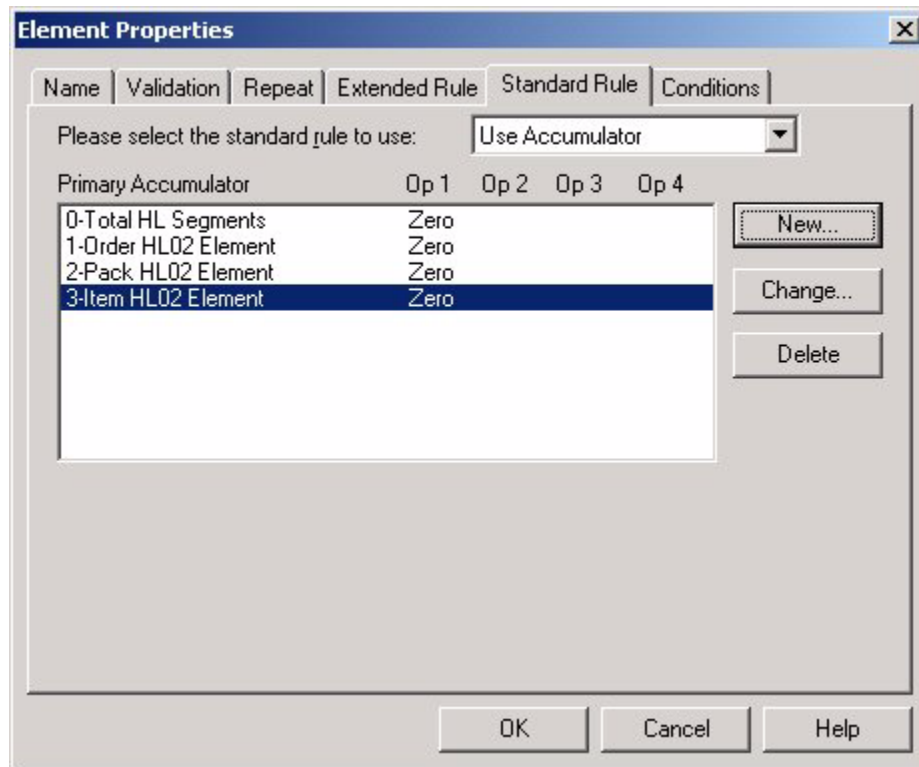 Element Properties
Name Validation Repeat Extended Rule Standard Rule Conditions
Please select the standard rule to use: Use Accumulator
Primary Accumulator Op 1 Op 2 Op 3 Op 4
0-Total HL Segments Zero
1-Order HL02 Element Zero
2-Pack HL02 Element Zero
3-Item HL02 Element Zero
New...
Change...
Delete
OK Cancel Help